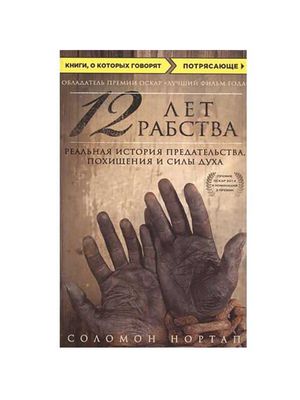 КНИГИ, О КОТОРЫХ ГОВОРЯТ ПОТРЯСАЮЩЕ
ОБЛАДАТЕЛЬ ПРЕМИИ ОСКАР «ЛУЧШИЙ ФИЛЬМ ГОДА
12 ЛЕТ
РАБСТВА
РЕАЛЬНАЯ ИСТОРИЯ ПРЕДАТЕЛЬСТВА,
ПОХИЩЕНИЯ И СИЛЫ ДУХА
СОЛОМОН НОРТАП